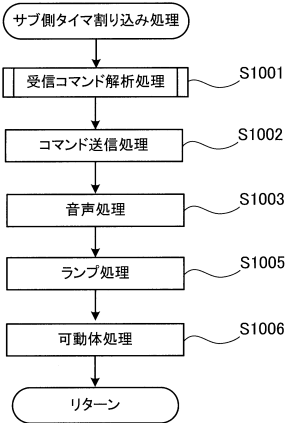 サブ側タイマ割り込み処理
受信コマンド解析処理
S1001
コマンド送信処理
S1002
音声処理
S1003
ランプ処理
S1005
可動体処理
S1006
リターン